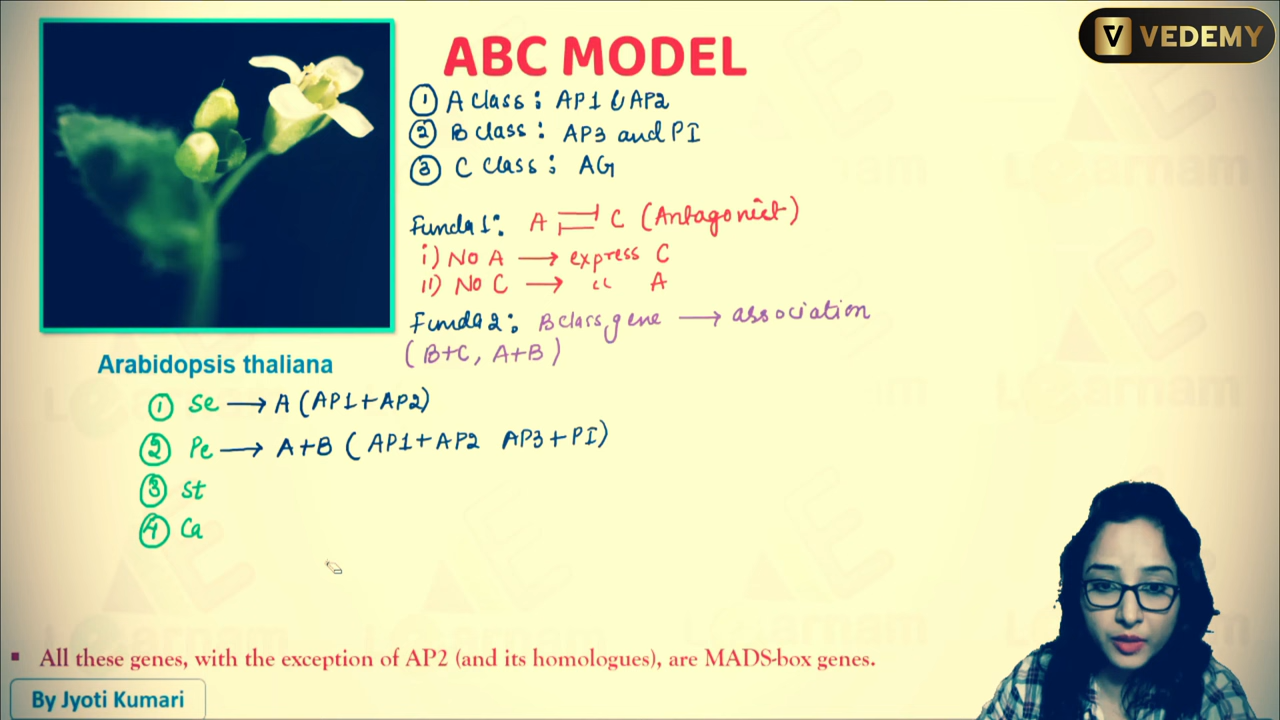 VEDEMY
ABC MODEL
① A class : AP1 & AP2
② B class : AP3 and PI
③ C class : AG
Funda 1: A C (Antagonist)
i) No A → express C
ii) No C → " A
Funda 2: B class gene → association
(B+C, A+B)
Arabidopsis thaliana
① Se → A (AP1+AP2)
② Pe → A+B (AP1+AP2 AP3+PI)
③ St
④ Ca
▪ All these genes, with the exception of AP2 (and its homologues), are MADS-box genes.
By Jyoti Kumari